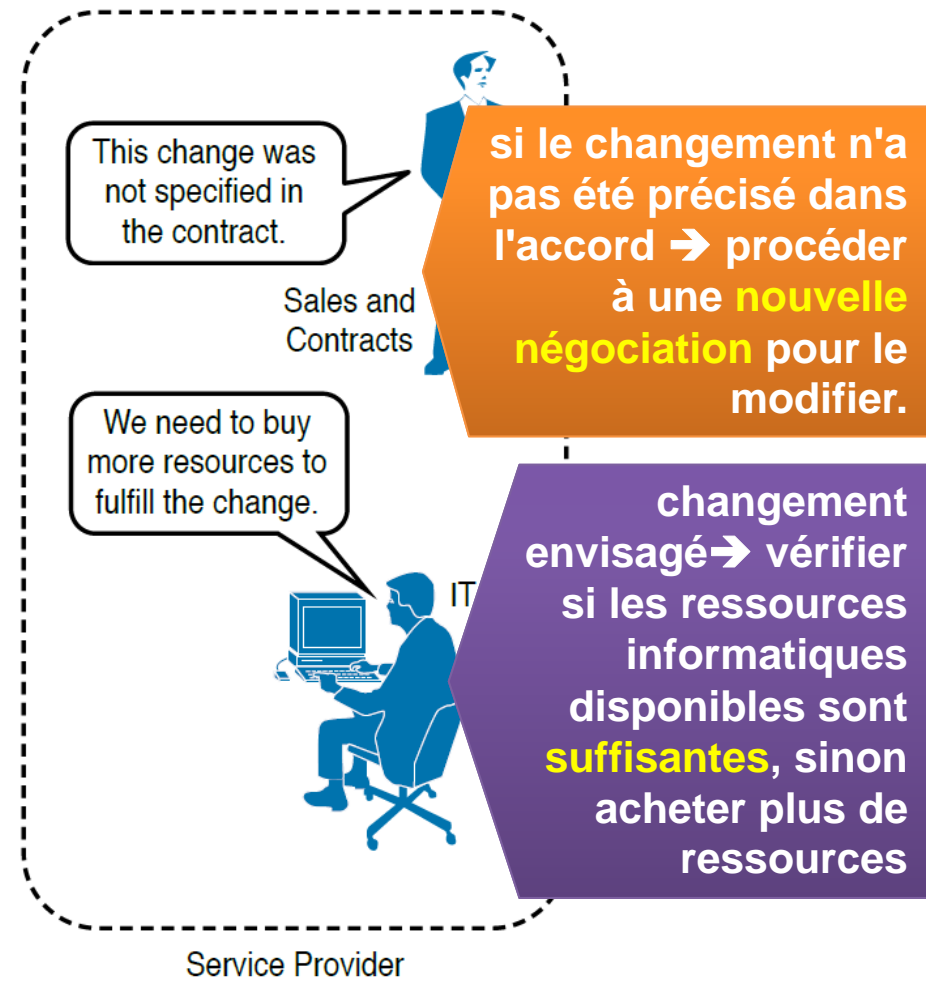 This change was
not specified in
the contract.
Sales and
Contracts
si le changement n'a
pas été précisé dans
l'accord ➔ procéder
à une nouvelle
négociation pour le
modifier.
We need to buy
more resources to
fulfill the change.
IT
changement
envisagé➔ vérifier
si les ressources
informatiques
disponibles sont
suffisantes, sinon
acheter plus de
ressources
Service Provider